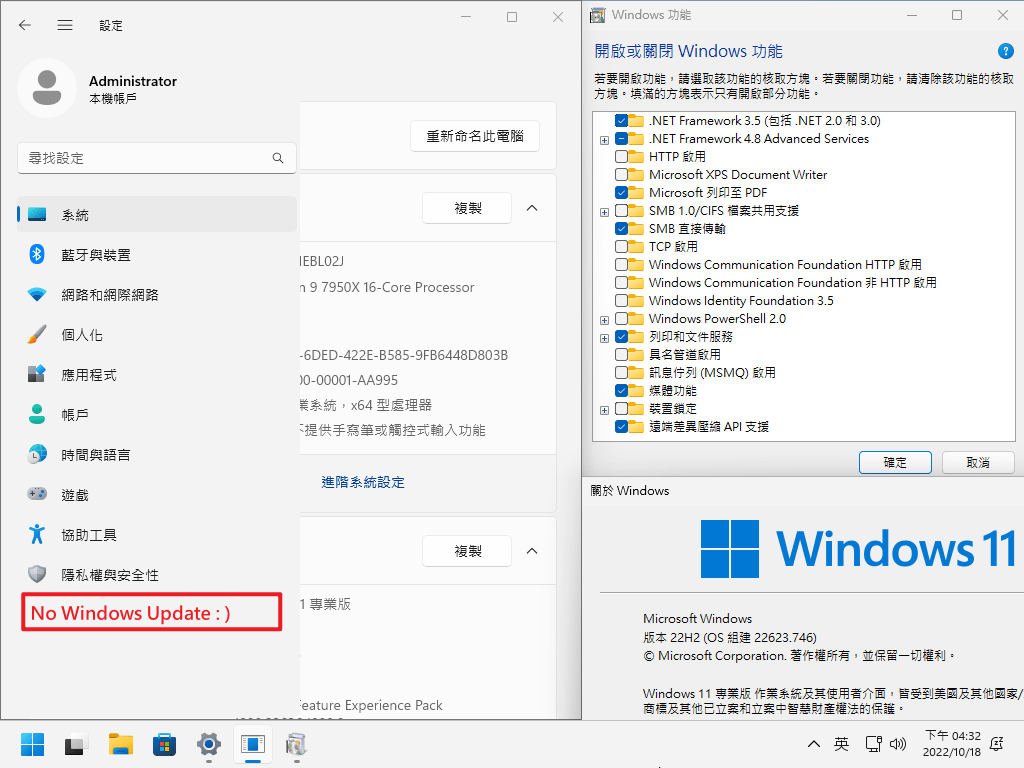 設定
Administrator
本機帳戶
尋找設定
系統
藍牙與裝置
網路和網際網路
個人化
應用程式
帳戶
時間與語言
遊戲
協助工具
隱私權與安全性
No Windows Update : )
重新命名此電腦
複製
IEBL02J
n 9 7950X 16-Core Processor
-6DED-422E-B585-9FB6448D803B
00-00001-AA995
業系統，x64 型處理器
提供手寫筆或觸控式輸入功能
進階系統設定
複製
1 專業版
Feature Experience Pack
Windows 功能
開啟或關閉 Windows 功能
若要開啟功能，請選取該功能的核取方塊。若要關閉功能，請清除該功能的核取
方塊。填滿的方塊表示只有開啟部分功能。
.NET Framework 3.5 (包括 .NET 2.0 和 3.0)
.NET Framework 4.8 Advanced Services
HTTP 啟用
Microsoft XPS Document Writer
Microsoft 列印至 PDF
SMB 1.0/CIFS 檔案共用支援
SMB 直接傳輸
TCP 啟用
Windows Communication Foundation HTTP 啟用
Windows Communication Foundation 非 HTTP 啟用
Windows Identity Foundation 3.5
Windows PowerShell 2.0
列印和文件服務
具名管道啟用
訊息佇列 (MSMQ) 啟用
媒體功能
裝置鎖定
遠端差異壓縮 API 支援
確定
取消
關於 Windows
Windows 11
Microsoft Windows
版本 22H2 (OS 組建 22623.746)
© Microsoft Corporation. 著作權所有，並保留一切權利。
Windows 11 專業版 作業系統及其使用者介面，皆受到美國及其他國家/
商標及其他已立案和立案中智慧財產權法的保護。
英
下午 04:32
2022/10/18